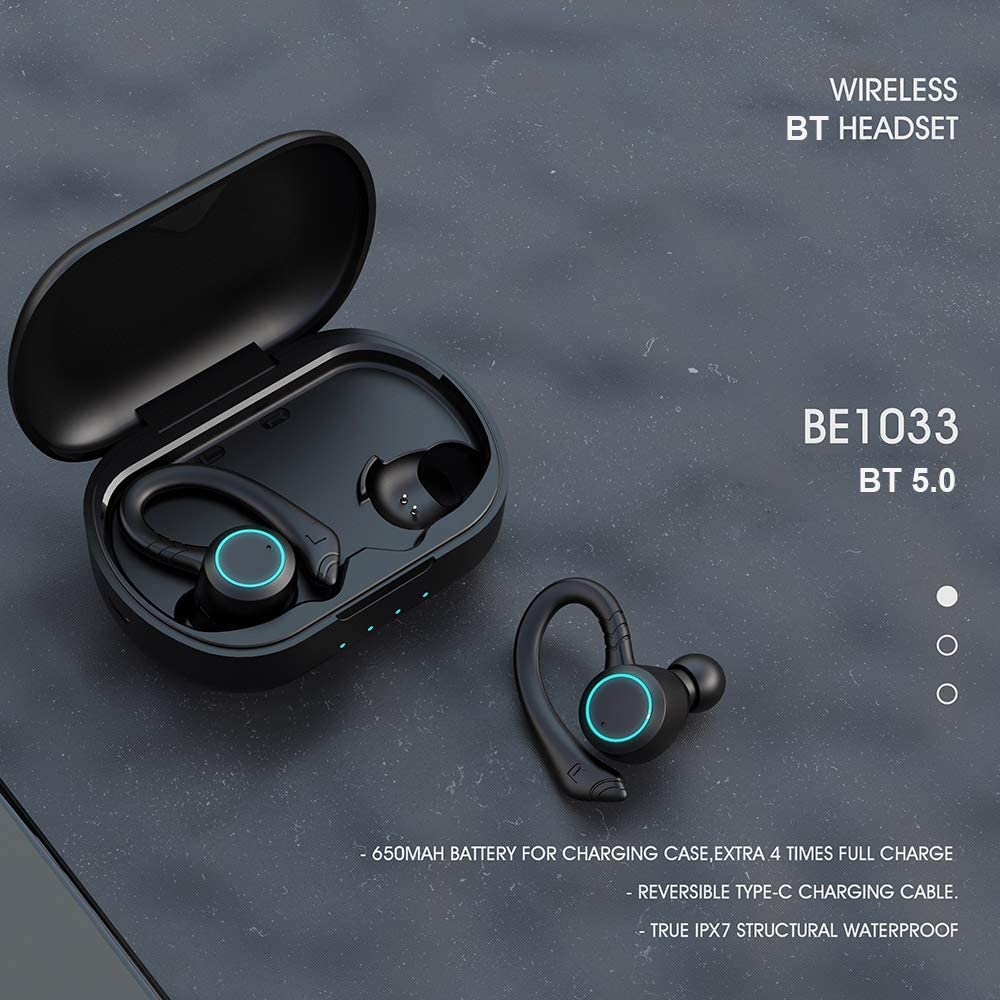 WIRELESS
BT HEADSET
BE1033
BT 5.0
L
R
- 650MAH BATTERY FOR CHARGING CASE,EXTRA 4 TIMES FULL CHARGE
- REVERSIBLE TYPE-C CHARGING CABLE.
- TRUE IPX7 STRUCTURAL WATERPROOF